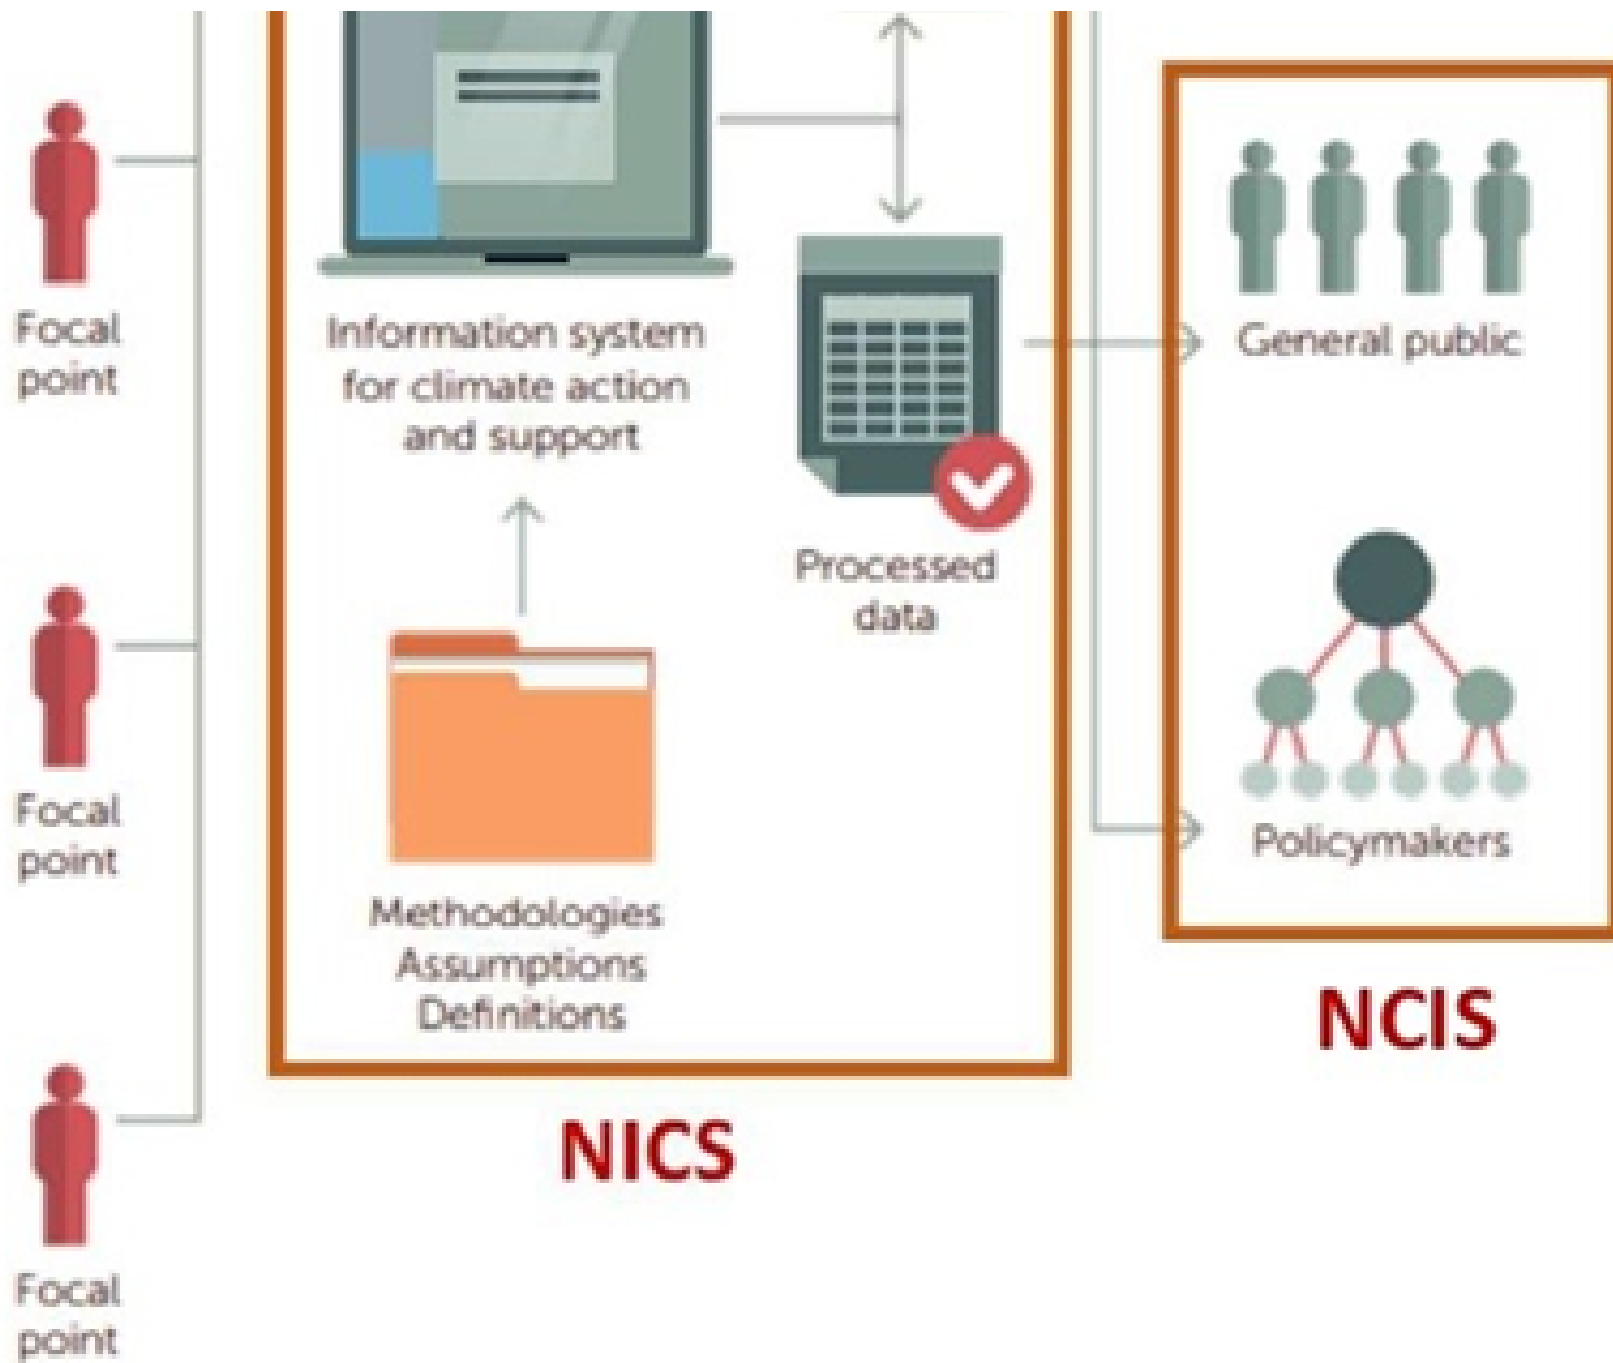 Focal
point
Focal
point
Focal
point
Information system
for climate action
and support
Methodologies
Assumptions
Definitions
Processed
data
NICS
General public
Policymakers
NCIS